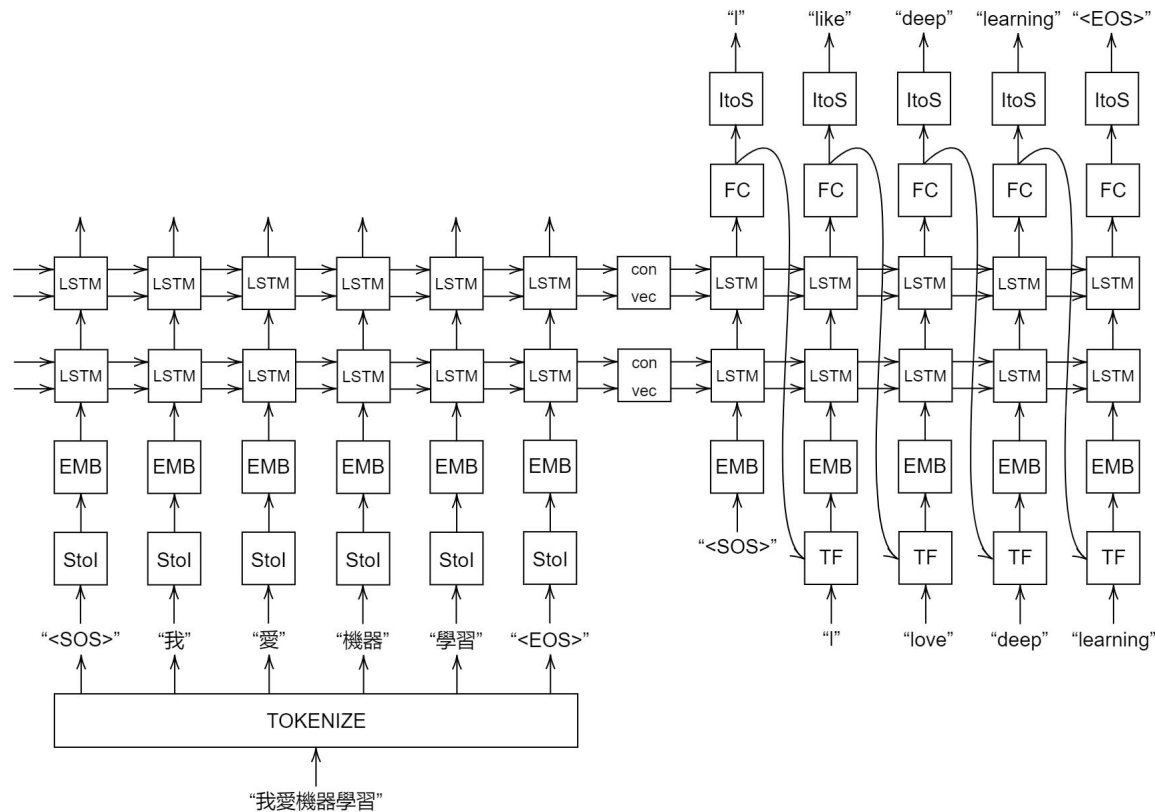 “I” “like” “deep” “learning” “<EOS>”
ItoS ItoS ItoS ItoS ItoS
FC FC FC FC FC
LSTM LSTM LSTM LSTM LSTM LSTM con vec LSTM LSTM LSTM LSTM LSTM
LSTM LSTM LSTM LSTM LSTM LSTM con vec LSTM LSTM LSTM LSTM LSTM
EMB EMB EMB EMB EMB EMB EMB EMB EMB EMB EMB
“<SOS>”
StoI StoI StoI StoI StoI StoI TF TF TF TF
“<SOS>” “我” “愛” “機器” “學習” “<EOS>” “I” “love” “deep” “learning”
TOKENIZE
“我愛機器學習”